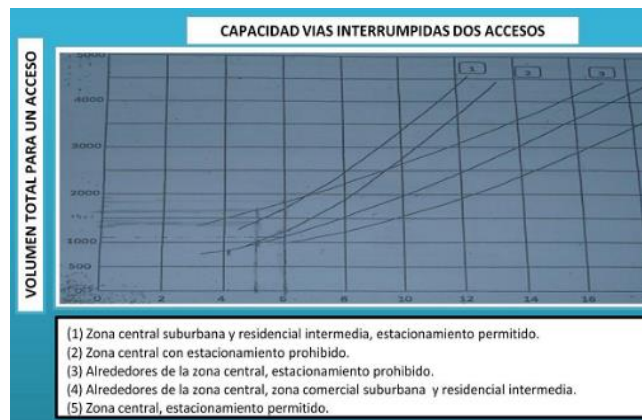 CAPACIDAD VIAS INTERRUMPIDAS DOS ACCESOS
VOLUMEN TOTAL PARA UN ACCESO
5000
4000
3000
2000
1000
500
0 2 4 6 8 10 12 14 16
1 2 3
(1) Zona central suburbana y residencial intermedia, estacionamiento permitido.
(2) Zona central con estacionamiento prohibido.
(3) Alrededores de la zona central, estacionamiento prohibido.
(4) Alrededores de la zona central, zona comercial suburbana y residencial intermedia.
(5) Zona central, estacionamiento permitido.